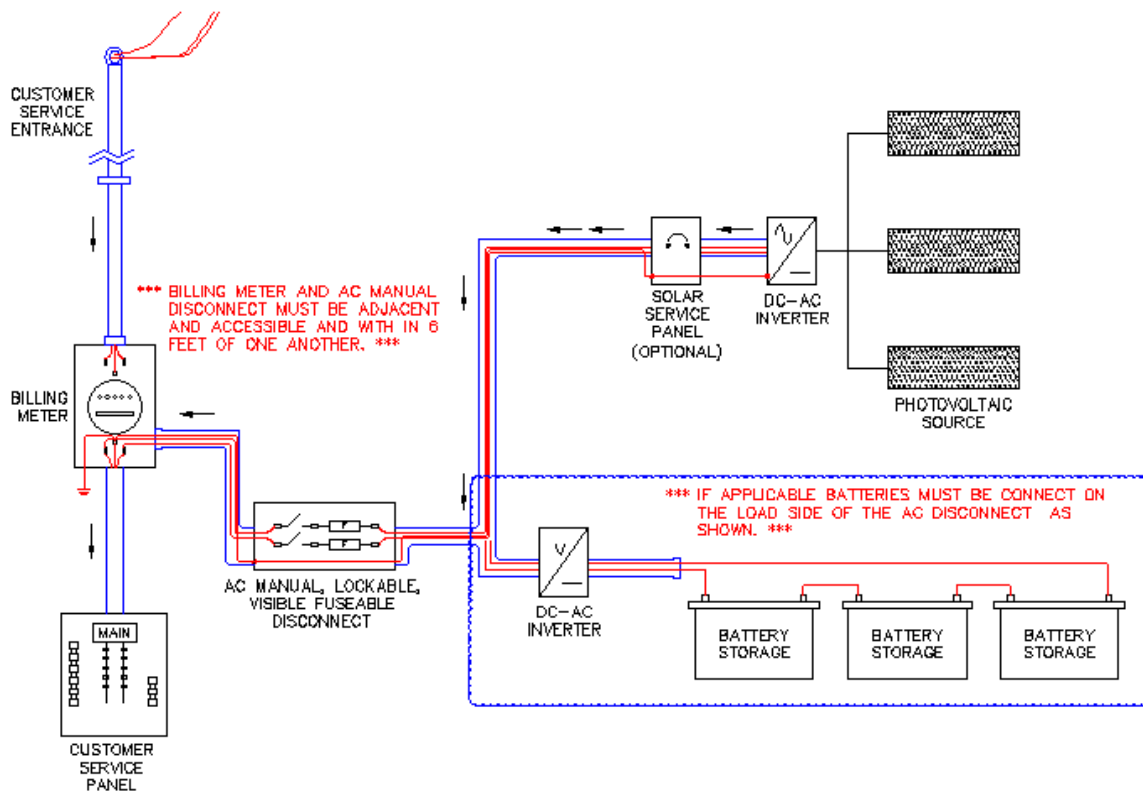 CUSTOMER
SERVICE
ENTRANCE
*** BILLING METER AND AC MANUAL
DISCONNECT MUST BE ADJACENT
AND ACCESSIBLE AND WITH IN 6
FEET OF ONE ANOTHER. ***
BILLING
METER
SOLAR
SERVICE
PANEL
(OPTIONAL)
DC-AC
INVERTER
PHOTOVOLTAIC
SOURCE
*** IF APPLICABLE BATTERIES MUST BE CONNECT ON
THE LOAD SIDE OF THE AC DISCONNECT AS
SHOWN. ***
F
F
AC MANUAL, LOCKABLE,
VISIBLE FUSEABLE
DISCONNECT
V
DC-AC
INVERTER
BATTERY
STORAGE
BATTERY
STORAGE
BATTERY
STORAGE
MAIN
CUSTOMER
SERVICE
PANEL